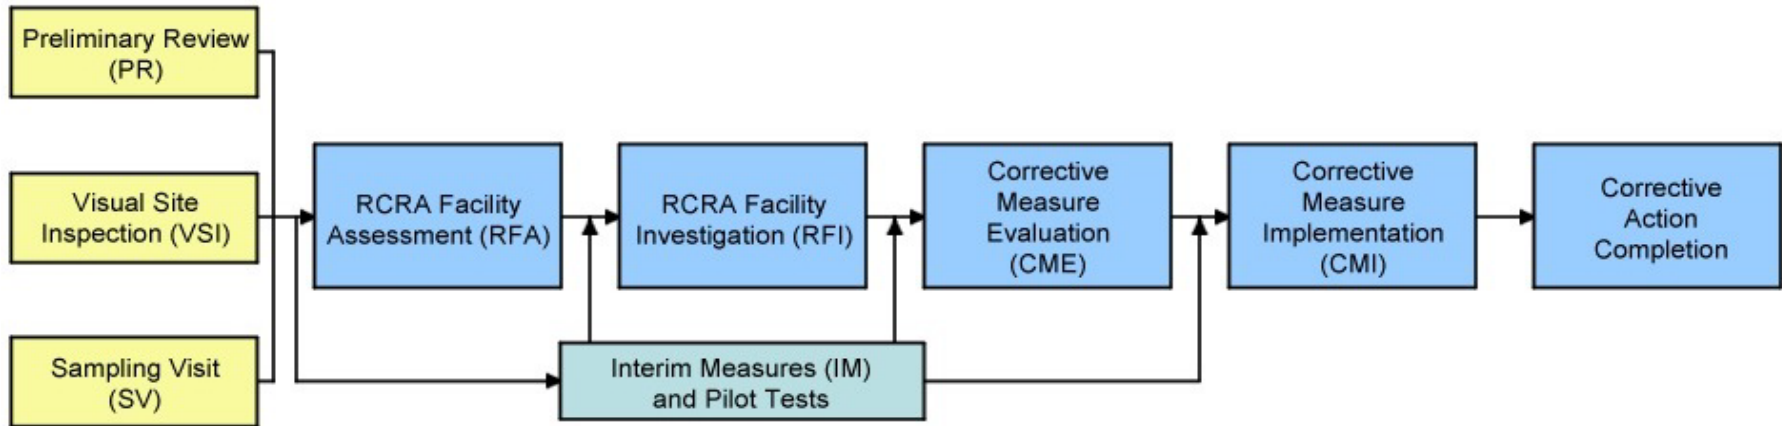 Preliminary Review
(PR)
Visual Site
Inspection (VSI)
Sampling Visit
(SV)
RCRA Facility
Assessment (RFA)
RCRA Facility
Investigation (RFI)
Corrective
Measure
Evaluation
(CME)
Corrective
Measure
Implementation
(CMI)
Corrective
Action
Completion
Interim Measures (IM)
and Pilot Tests